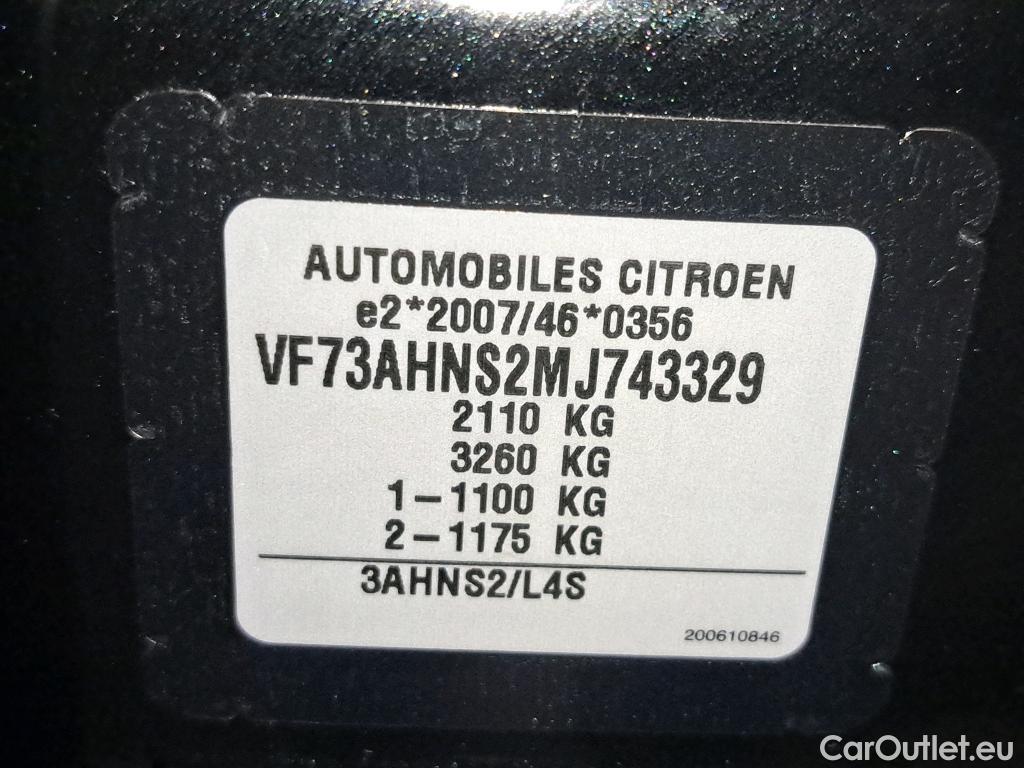 AUTOMOBILES CITROEN
e2*2007/46*0356
VF73AHNS2MJ743329
2110 KG
3260 KG
1-1100 KG
2-1175 KG
3AHNS2/L4S
200610846
CarOutlet.eu